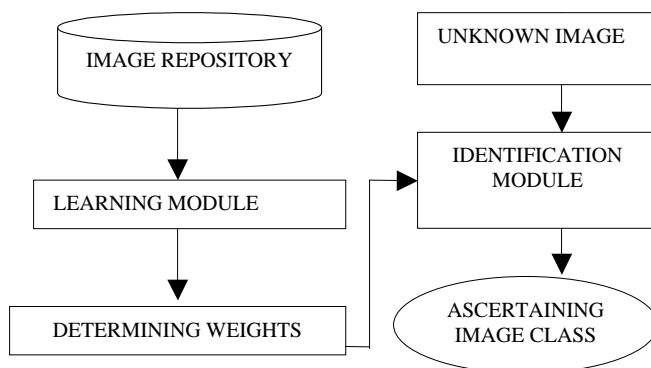 IMAGE REPOSITORY
LEARNING MODULE
DETERMINING WEIGHTS
UNKNOWN IMAGE
IDENTIFICATION
MODULE
ASCERTAINING
IMAGE CLASS